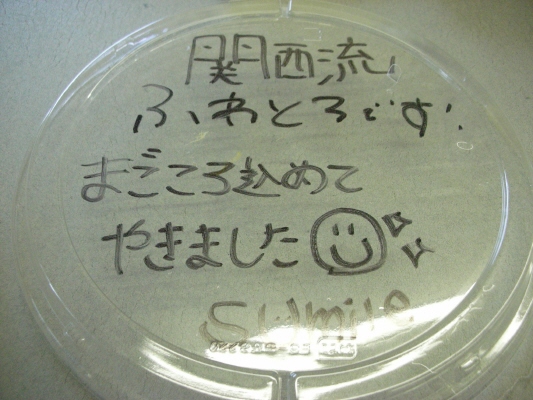 関西流
ふわとろです!
まごころ込めて
やきました